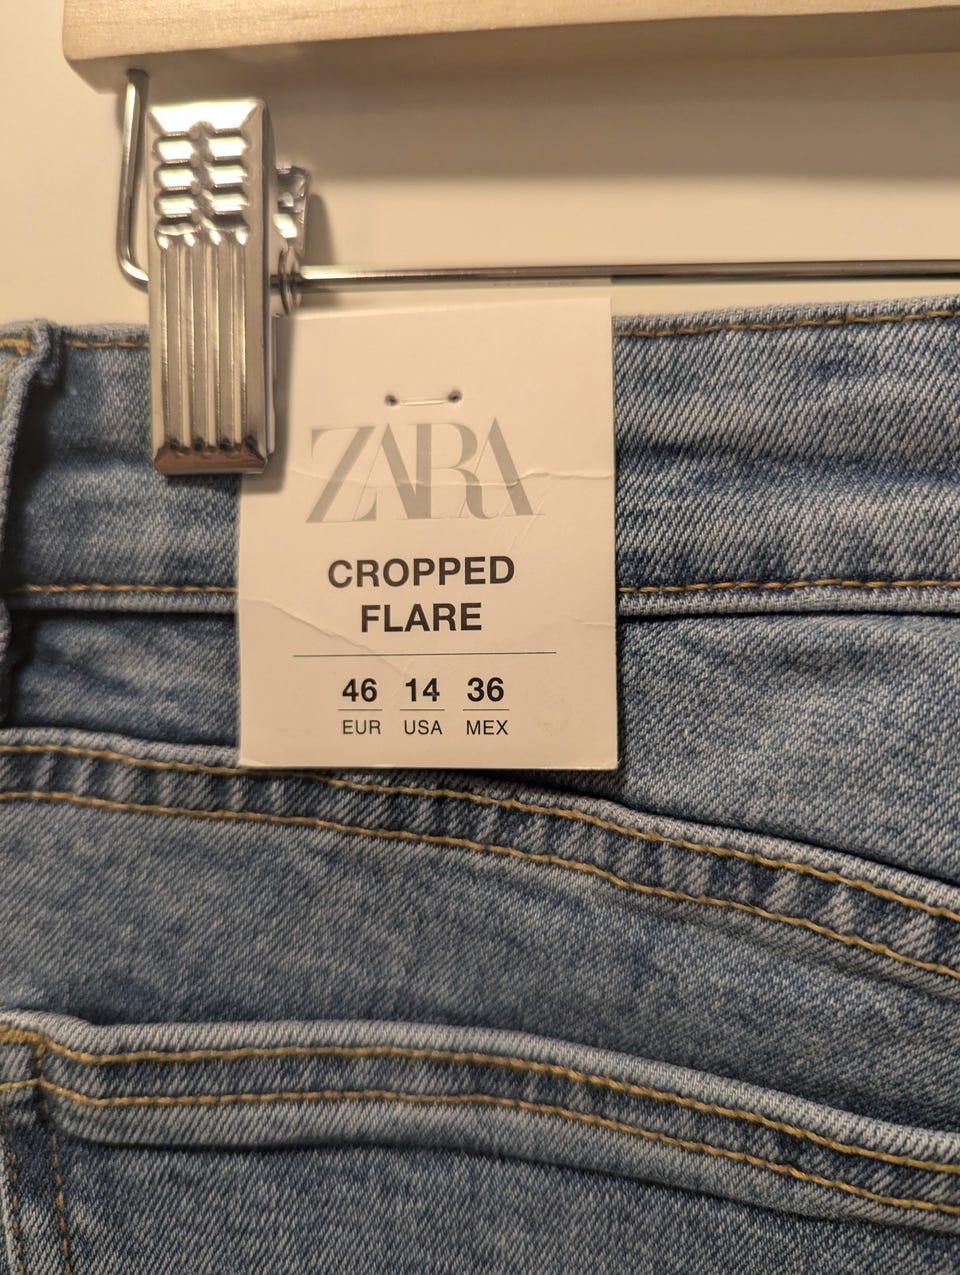 ZARA
CROPPED
FLARE
46 14 36
EUR USA MEX